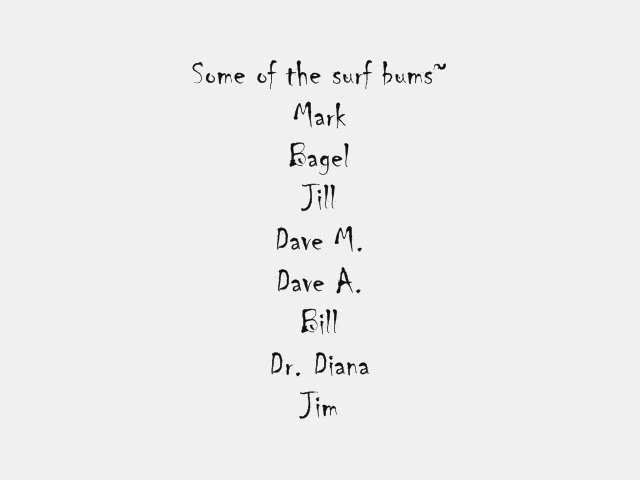 Some of the surf bums~
Mark
Bagel
Jill
Dave M.
Dave A.
Bill
Dr. Diana
Jim